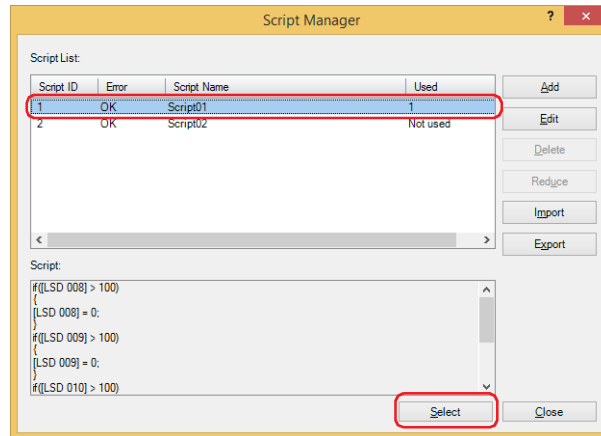 Script Manager
?
×
Script List:
Script ID Error Script Name Used
1 OK Script01 1
2 OK Script02 Not used
Add
Edit
Delete
Reduce
Import
Export
Script:
if([LSD 008] > 100)
{
[LSD 008] = 0;
}
if([LSD 009] > 100)
{
[LSD 009] = 0;
}
if([LSD 010] > 100)
Select
Close